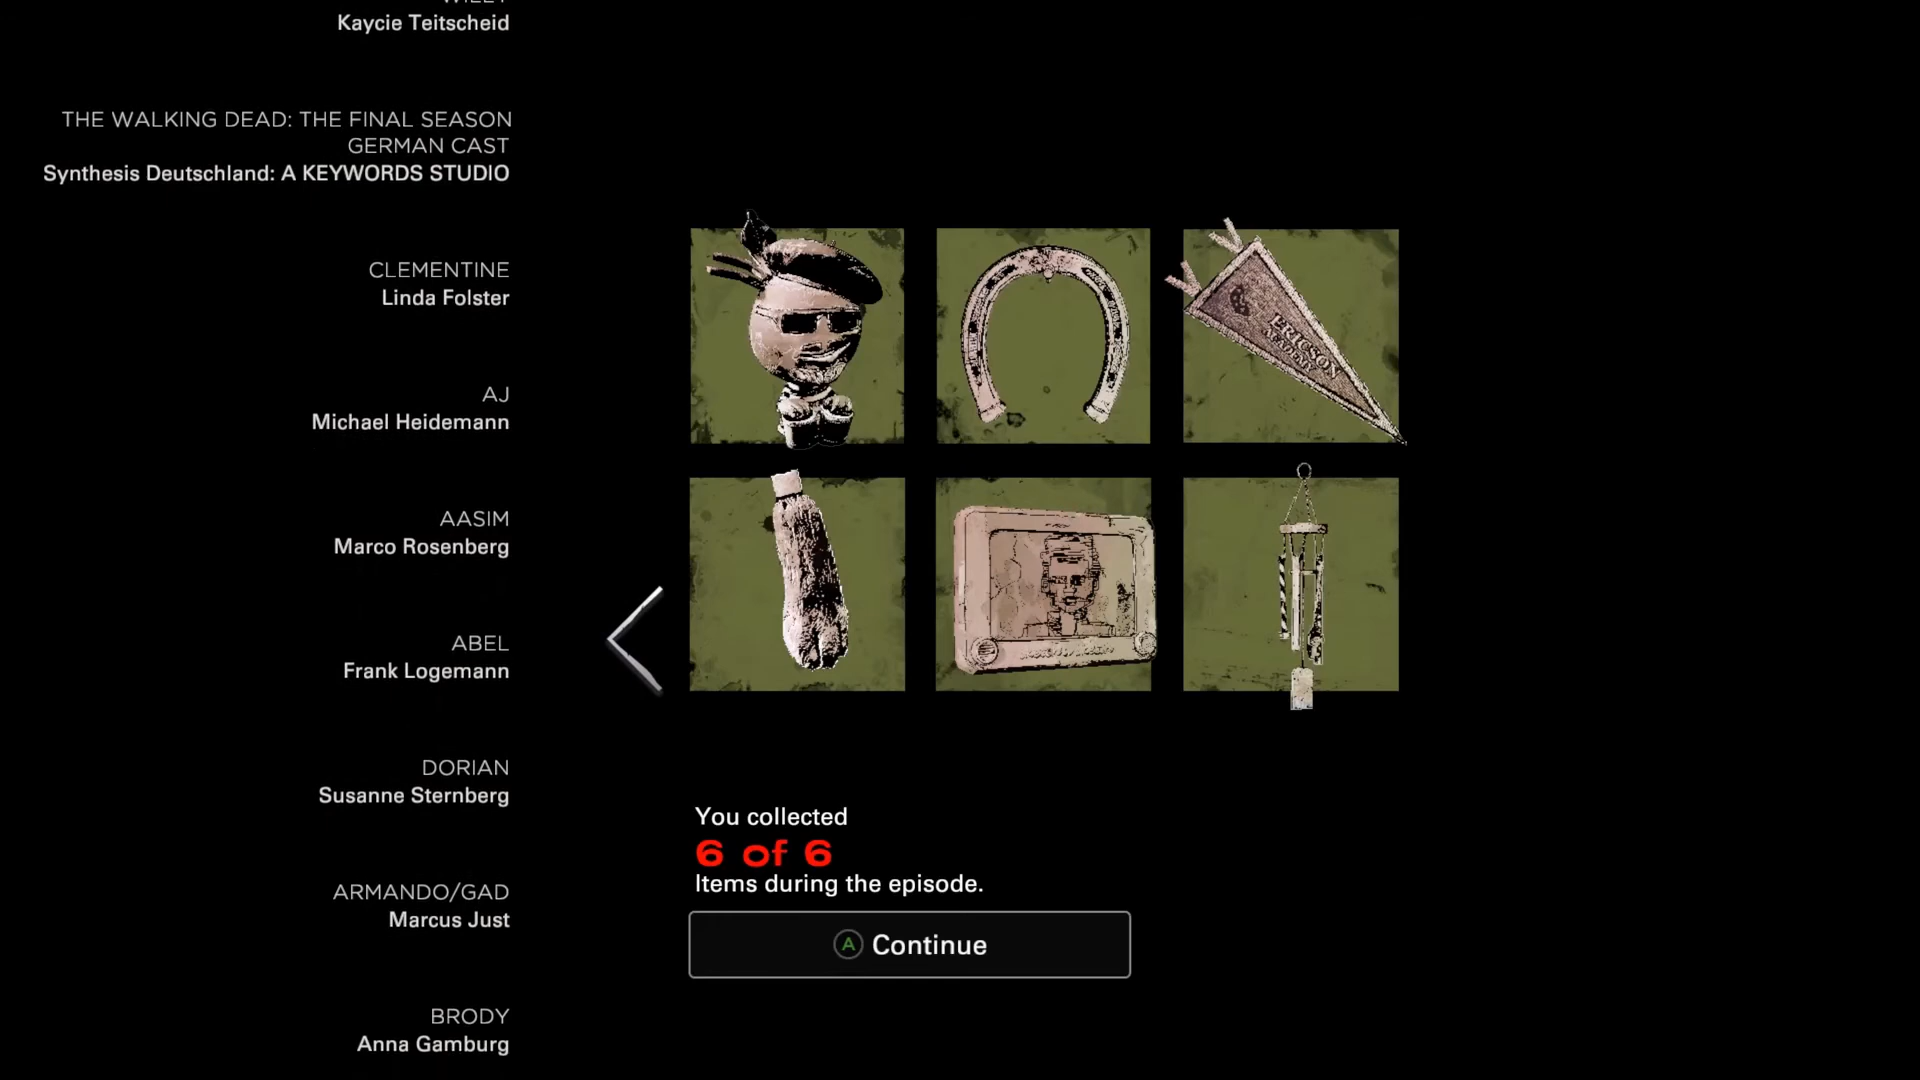 Kaycie Teitscheid
THE WALKING DEAD: THE FINAL SEASON
GERMAN CAST
Synthesis Deutschland: A KEYWORDS STUDIO
CLEMENTINE
Linda Folster
AJ
Michael Heidemann
AASIM
Marco Rosenberg
ABEL
Frank Logemann
DORIAN
Susanne Sternberg
ARMANDO/GAD
Marcus Just
BRODY
Anna Gamburg
ERICSON
ACADEMY
You collected
6 of 6
Items during the episode.
A Continue